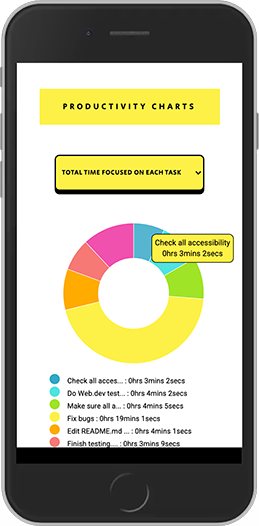 PRODUCTIVITY CHARTS
TOTAL TIME FOCUSED ON EACH TASK
Check all accessibility
0hrs 3mins 2secs
Check all acces... : 0hrs 3mins 2secs
Do Web.dev test... : 0hrs 4mins 2secs
Make sure all a... : 0hrs 4mins 5secs
Fix bugs : 0hrs 19mins 1secs
Edit README.md ... : 0hrs 4mins 1secs
Finish testing.... : 0hrs 3mins 9secs